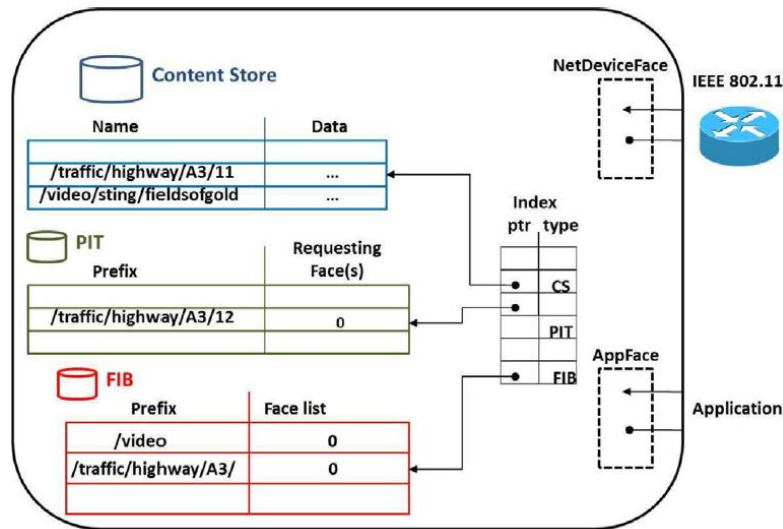 Content Store
NetDeviceFace
IEEE 802.11
Name Data
/traffic/highway/A3/11 ...
/video/sting/fieldsofgold ...
Index
ptr type
PIT
Prefix Requesting
Face(s)
CS
/traffic/highway/A3/12 0
PIT
AppFace
FIB
FIB
Prefix Face list
Application
/video 0
/traffic/highway/A3/ 0